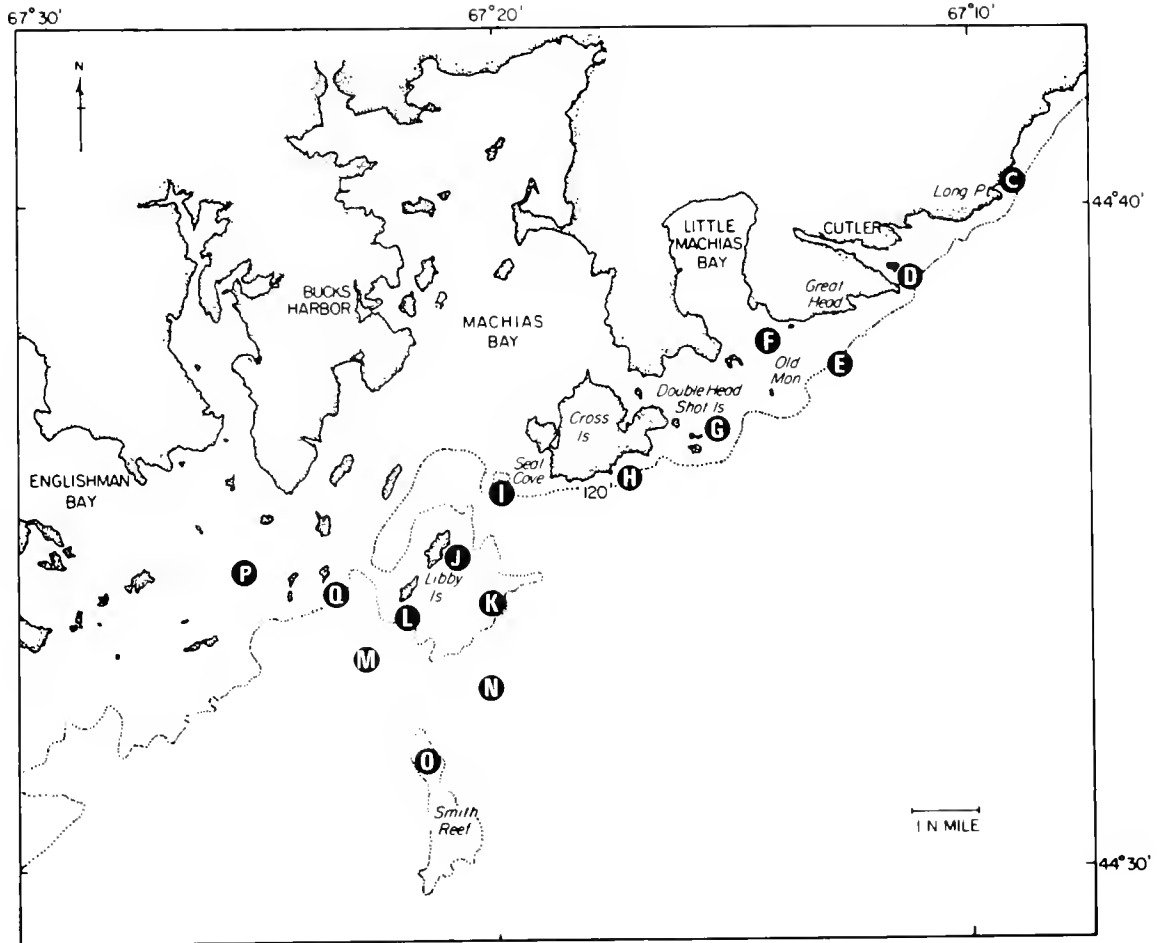 67°30' 67°20' 67°10'
N
C
Long P
44°40'
CUTLER
LITTLE
MACHIAS
BAY
D
Great
Head
BUCKS
HARBOR
MACHIAS
BAY
F
E
Old
Man
Double Head
Shot Is
G
Cross
Is
Seal
Cove
H
I
120'
ENGLISHMAN
BAY
J
P
Libby
Is
Q
K
L
M
N
O
Smith
Reef
1 N MILE
44°30'